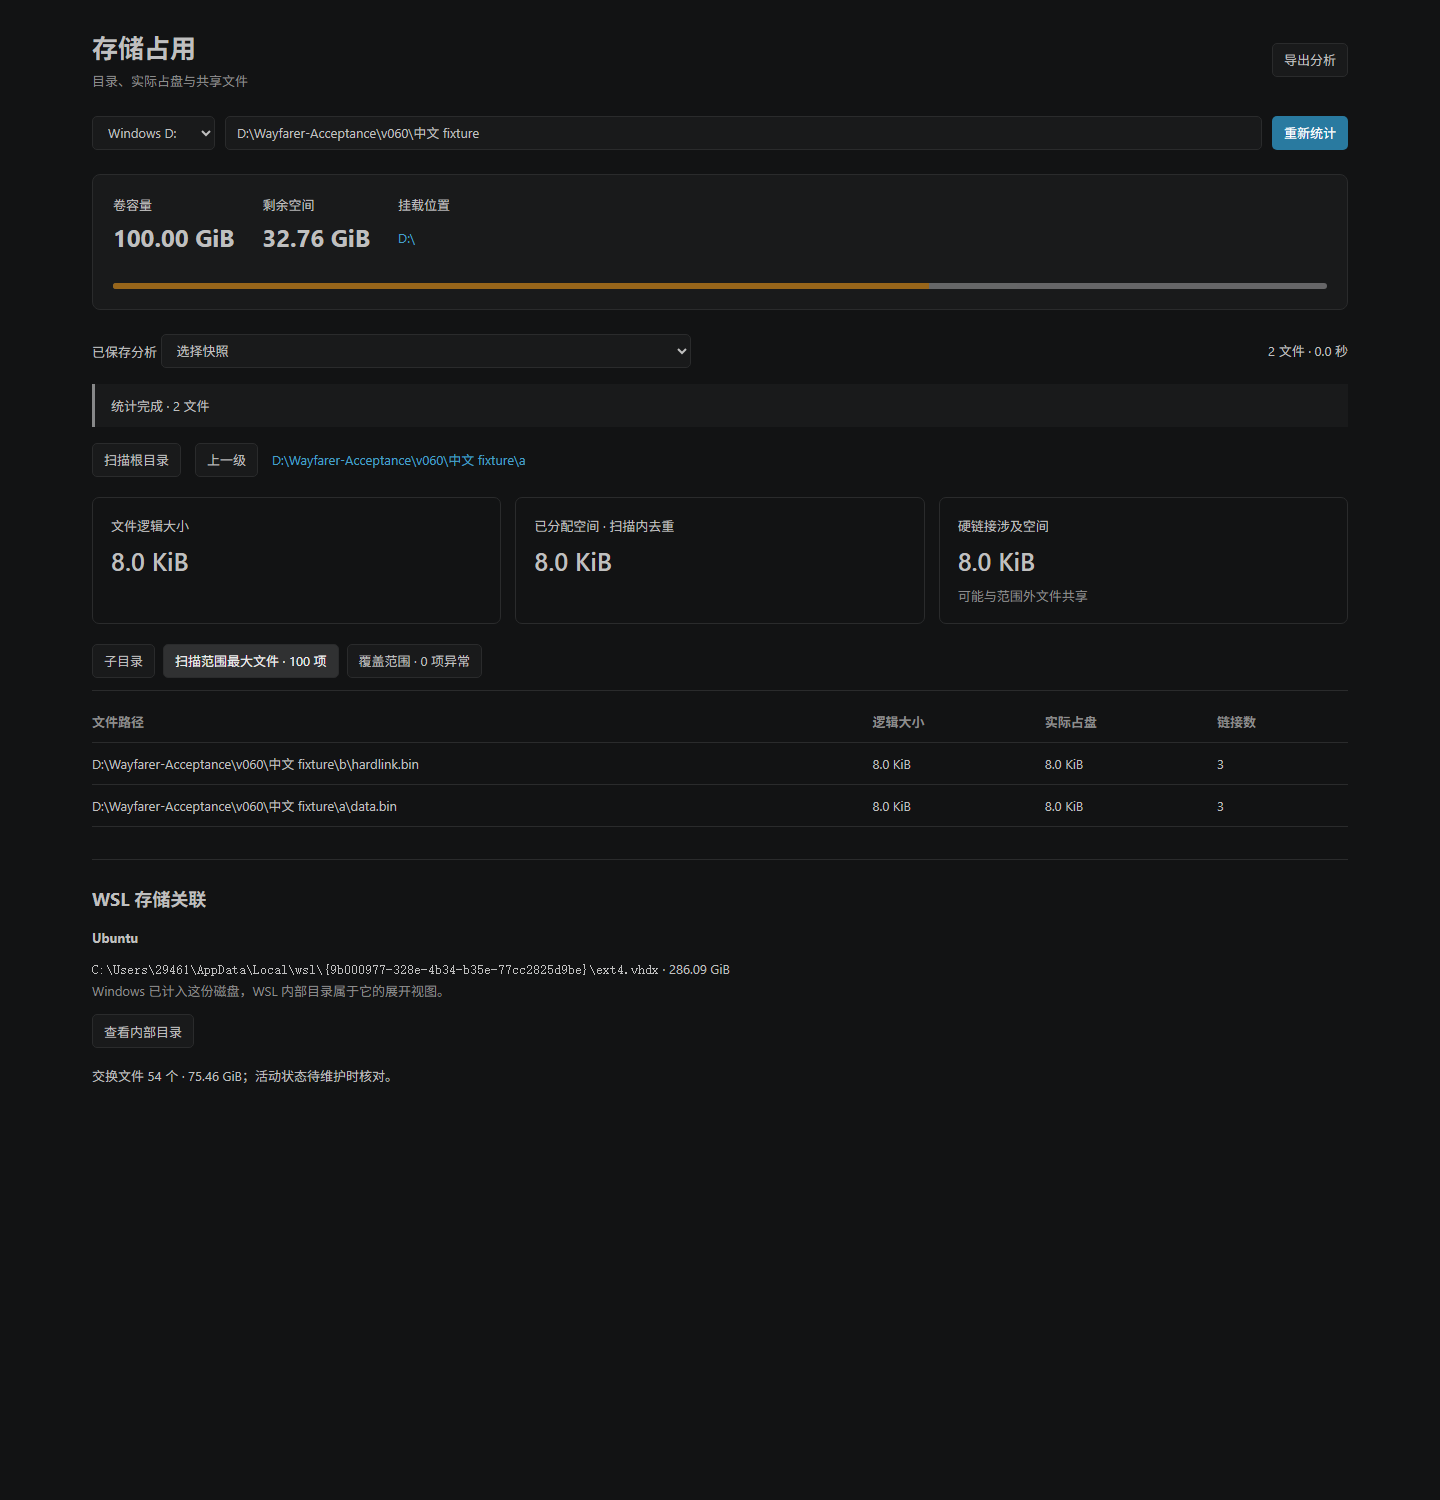 存储占用
目录、实际占盘与共享文件
导出分析
Windows D:
D:\Wayfarer-Acceptance\v060\中文 fixture
重新统计
卷容量
剩余空间
挂载位置
100.00 GiB
32.76 GiB
D:\
已保存分析
选择快照
2 文件 · 0.0 秒
统计完成 · 2 文件
扫描根目录
上一级
D:\Wayfarer-Acceptance\v060\中文 fixture\a
文件逻辑大小
8.0 KiB
已分配空间 · 扫描内去重
8.0 KiB
硬链接涉及空间
8.0 KiB
可能与范围外文件共享
子目录
扫描范围最大文件 · 100 项
覆盖范围 · 0 项异常
文件路径 逻辑大小 实际占盘 链接数
D:\Wayfarer-Acceptance\v060\中文 fixture\b\hardlink.bin 8.0 KiB 8.0 KiB 3
D:\Wayfarer-Acceptance\v060\中文 fixture\a\data.bin 8.0 KiB 8.0 KiB 3
WSL 存储关联
Ubuntu
C:\Users\29461\AppData\Local\wsl\{9b000977-328e-4b34-b35e-77cc2825d9be}\ext4.vhdx · 286.09 GiB
Windows 已计入这份磁盘，WSL 内部目录属于它的展开视图。
查看内部目录
交换文件 54 个 · 75.46 GiB；活动状态待维护时核对。